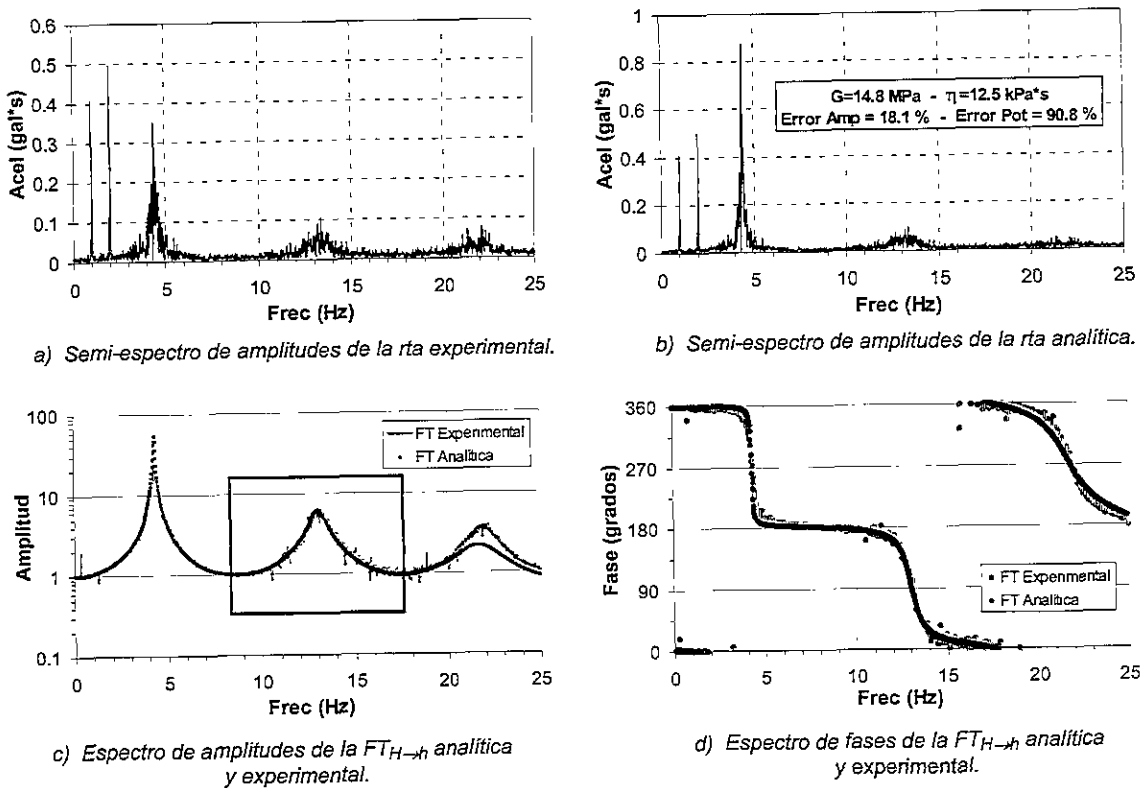 0.6
0.5
0.4
0.3
0.2
0.1
0
Acel (gal*s)
0 5 10 15 20 25
Frec (Hz)
a) Semi-espectro de amplitudes de la rta experimental.
1
0.8
0.6
0.4
0.2
0
Acel (gal*s)
G=14.8 MPa - η=12.5 kPa*s
Error Amp = 18.1 % - Error Pot = 90.8 %
0 5 10 15 20 25
Frec (Hz)
b) Semi-espectro de amplitudes de la rta analítica.
100
10
1
0.1
Amplitud
FT Experimental
FT Analítica
0 5 10 15 20 25
Frec (Hz)
c) Espectro de amplitudes de la FT_H→h analítica
y experimental.
360
270
180
90
0
Fase (grados)
FT Experimental
FT Analítica
0 5 10 15 20 25
Frec (Hz)
d) Espectro de fases de la FT_H→h analítica
y experimental.